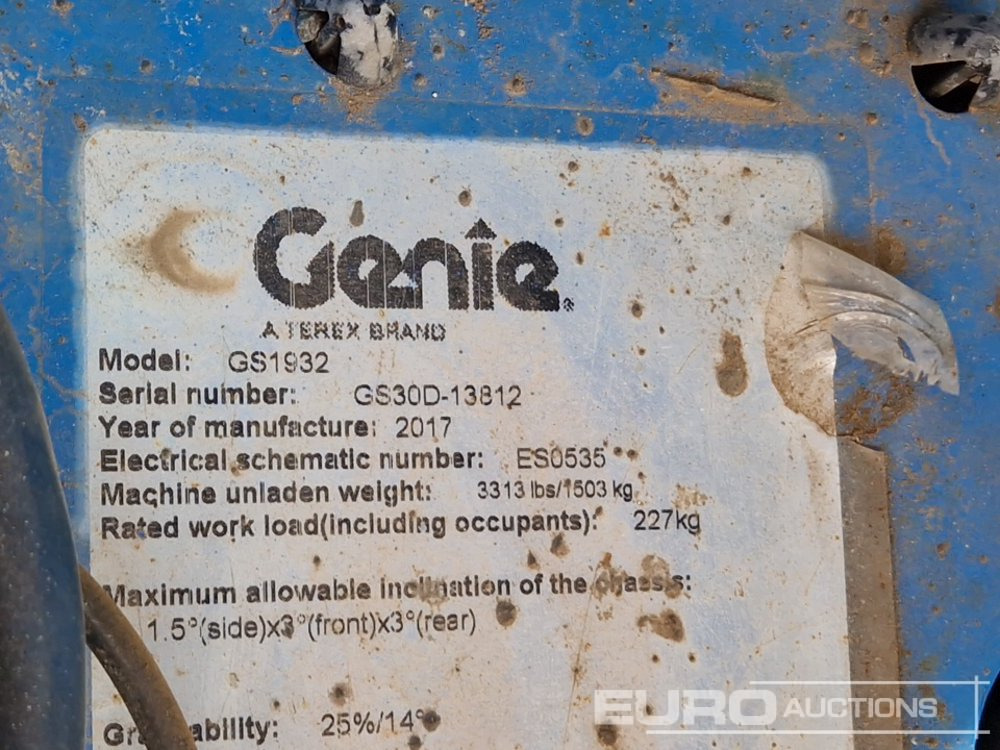 Genie
A TEREX BRAND
Model: GS1932
Serial number: GS30D-13812
Year of manufacture: 2017
Electrical schematic number: ES0535
Machine unladen weight: 3313 lbs/1503 kg
Rated work load(including occupants): 227kg
Maximum allowable inclination of the chassis:
1.5°(side)x3°(front)x3°(rear)
25%/14°
EURO AUCTIONS